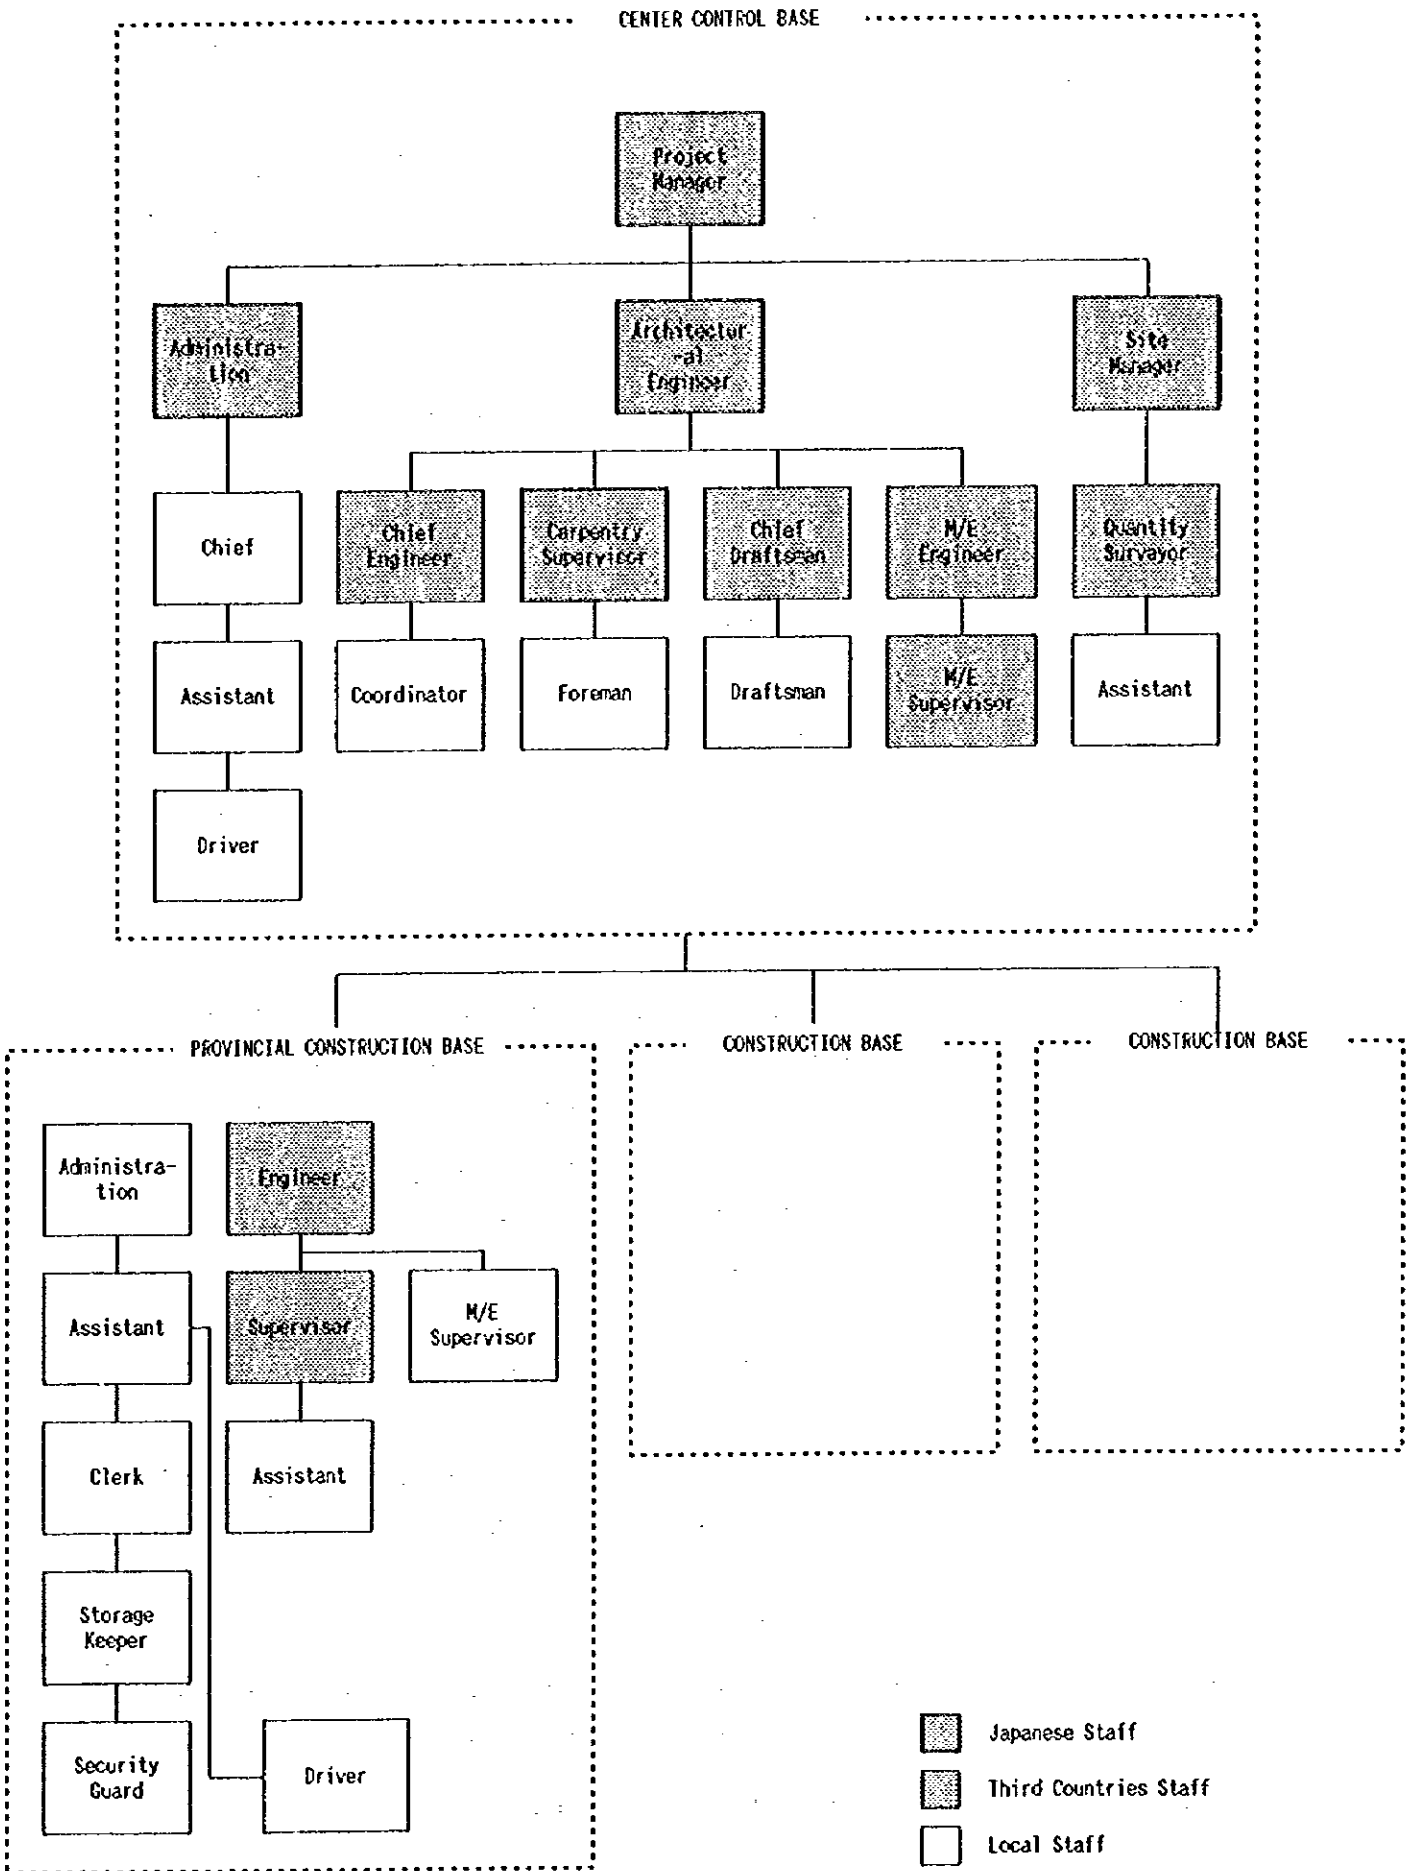 CENTER CONTROL BASE
Project
Manager
Administra-
tion
Architectur
-al
Engineer
Site
Manager
Chief
Chief
Engineer
Carpentry
Supervisor
Chief
Draftsman
M/E
Engineer
Quantity
Survayor
Assistant
Coordinator
Foreman
Draftsman
M/E
Supervisor
Assistant
Driver
PROVINCIAL CONSTRUCTION BASE
CONSTRUCTION BASE
CONSTRUCTION BASE
Administra-
tion
Engineer
Assistant
Supervisor
M/E
Supervisor
Clerk
Assistant
Storage
Keeper
Security
Guard
Driver
Japanese Staff
Third Countries Staff
Local Staff